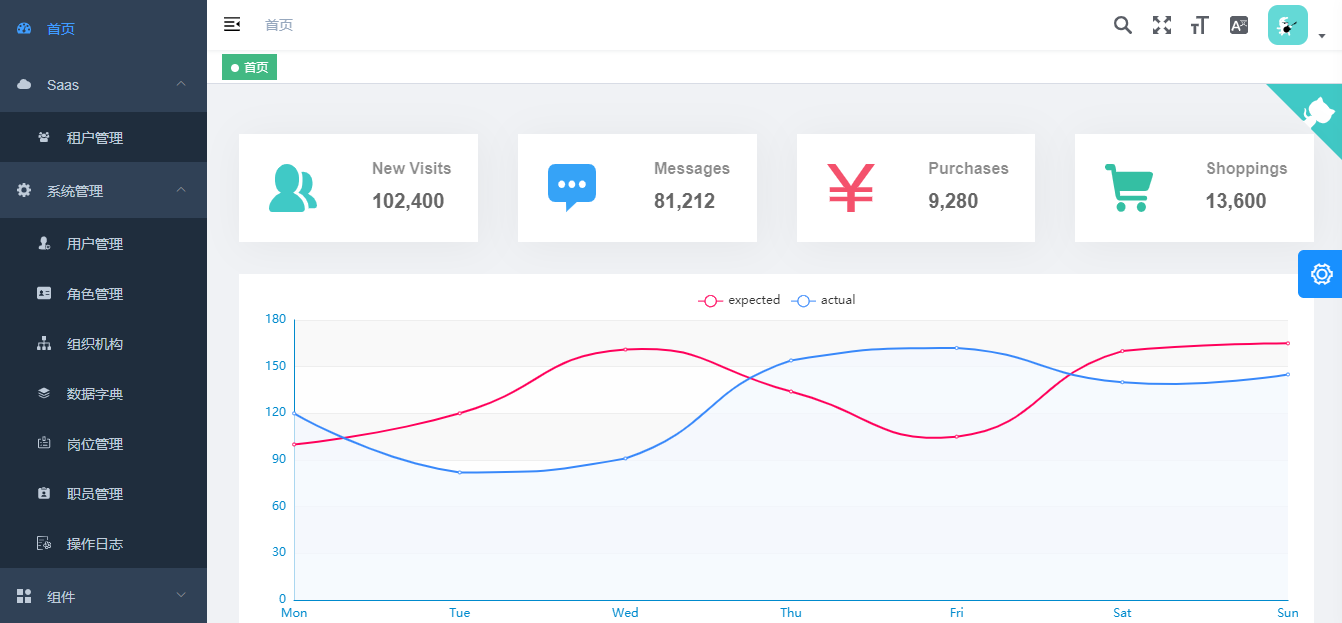 首页
Saas
租户管理
系统管理
用户管理
角色管理
组织机构
数据字典
岗位管理
职员管理
操作日志
组件
首页
首页
New Visits
102,400
Messages
81,212
Purchases
9,280
Shoppings
13,600
expected actual
180
150
120
90
60
30
0
Mon Tue Wed Thu Fri Sat Sun